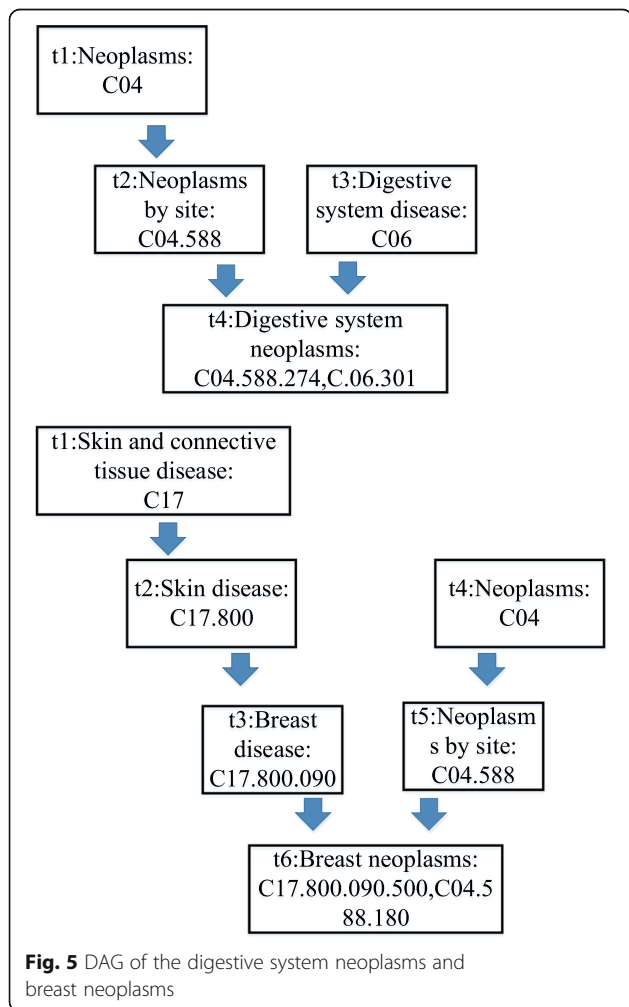 t1:Neoplasms:
C04
t2:Neoplasms
by site:
C04.588
t3:Digestive
system disease:
C06
t4:Digestive system
neoplasms:
C04.588.274,C.06.301
t1:Skin and connective
tissue disease:
C17
t2:Skin disease:
C17.800
t4:Neoplasms:
C04
t3:Breast
disease:
C17.800.090
t5:Neoplasm
s by site:
C04.588
t6:Breast neoplasms:
C17.800.090.500,C04.5
88.180
Fig. 5 DAG of the digestive system neoplasms and
breast neoplasms